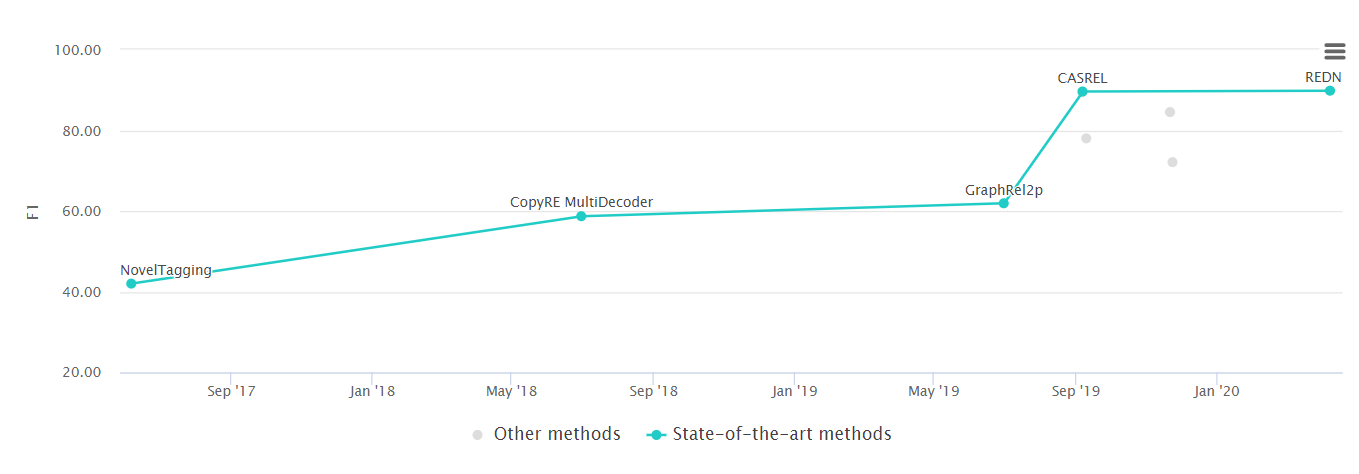 100.00
80.00
60.00
40.00
20.00
F1
NovelTagging
CopyRE MultiDecoder
GraphRel2p
CASREL
REDN
Sep '17
Jan '18
May '18
Sep '18
Jan '19
May '19
Sep '19
Jan '20
Other methods
State-of-the-art methods